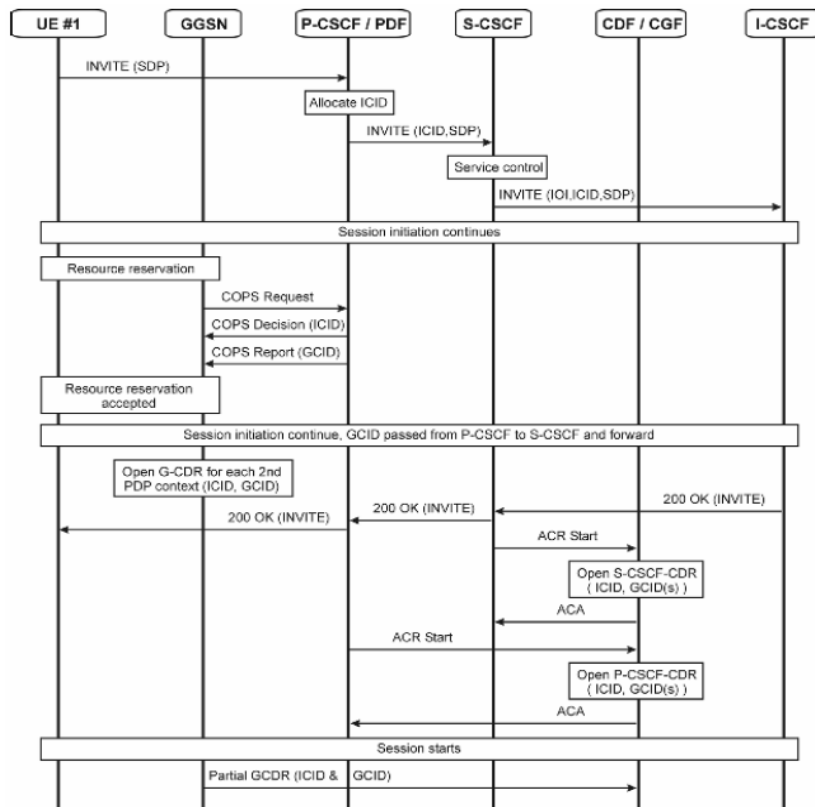 UE #1
GGSN
P-CSCF / PDF
S-CSCF
CDF / CGF
I-CSCF
INVITE (SDP)
Allocate ICID
INVITE (ICID,SDP)
Service control
INVITE (IOI,ICID,SDP)
Session initiation continues
Resource reservation
COPS Request
COPS Decision (ICID)
COPS Report (GCID)
Resource reservation
accepted
Session initiation continue, GCID passed from P-CSCF to S-CSCF and forward
Open G-CDR for each 2nd
PDP context (ICID, GCID)
200 OK (INVITE)
200 OK (INVITE)
200 OK (INVITE)
ACR Start
Open S-CSCF-CDR
( ICID, GCID(s) )
ACA
ACR Start
Open P-CSCF-CDR
( ICID, GCID(s) )
ACA
Session starts
Partial GCDR (ICID & GCID)